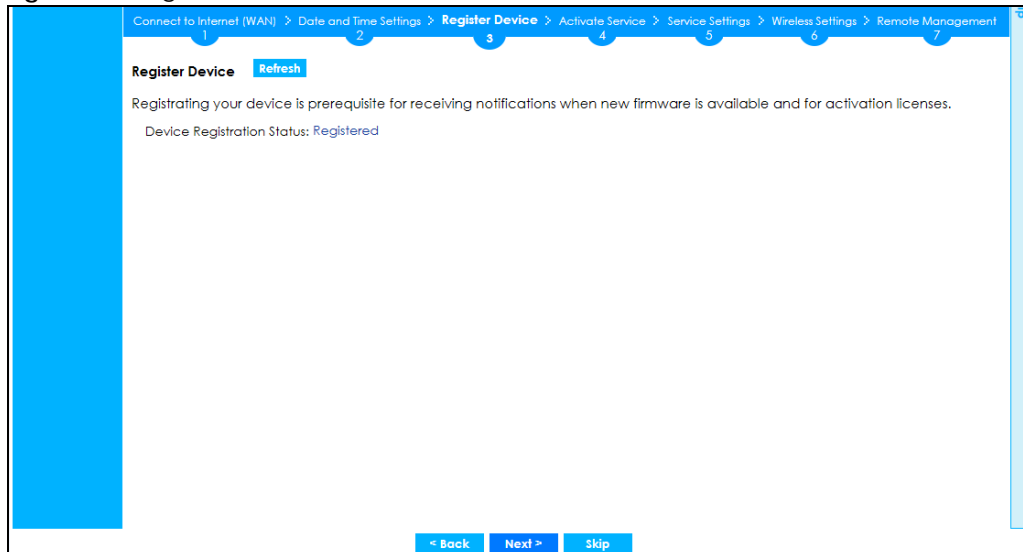 Connect to Internet (WAN) > Date and Time Settings > Register Device > Activate Service > Service Settings > Wireless Settings > Remote Management
1 2 3 4 5 6 7
Register Device Refresh
Registrating your device is prerequisite for receiving notifications when new firmware is available and for activation licenses.
Device Registration Status: Registered
< Back Next > Skip